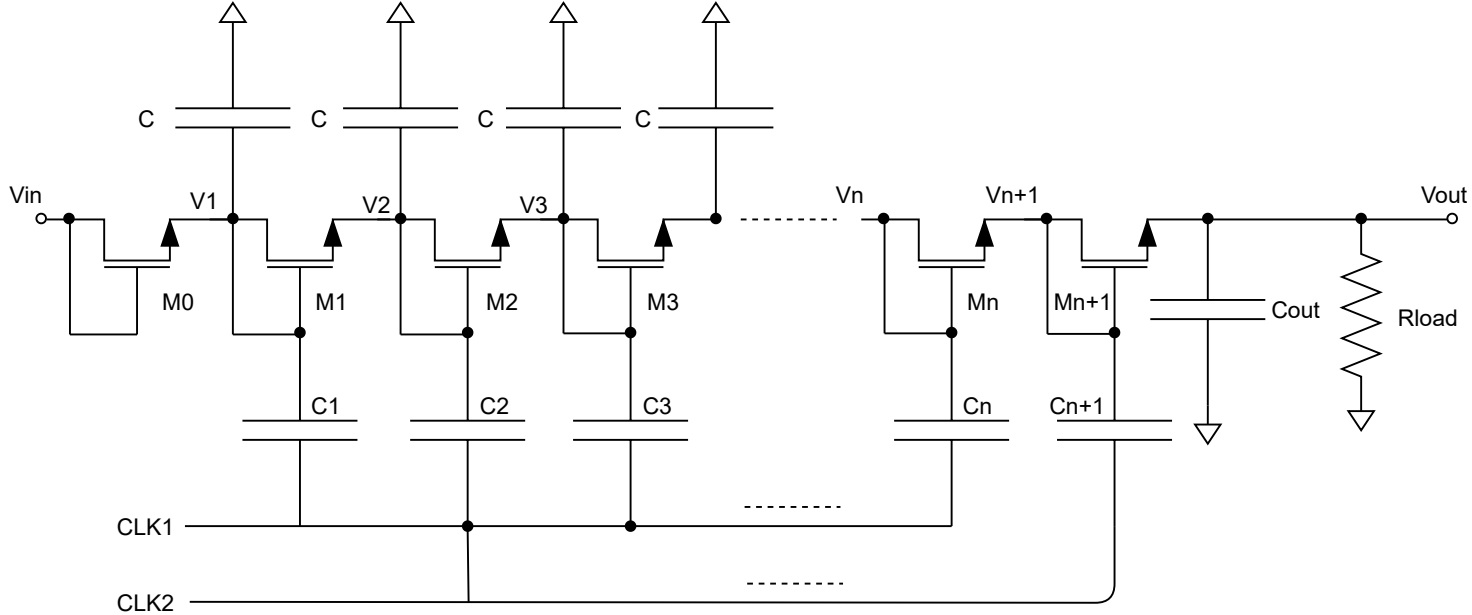 C C C C
Vin V1 V2 V3 Vn Vn+1 Vout
M0 M1 M2 M3 Mn Mn+1 Cout Rload
C1 C2 C3 Cn Cn+1
CLK1
CLK2